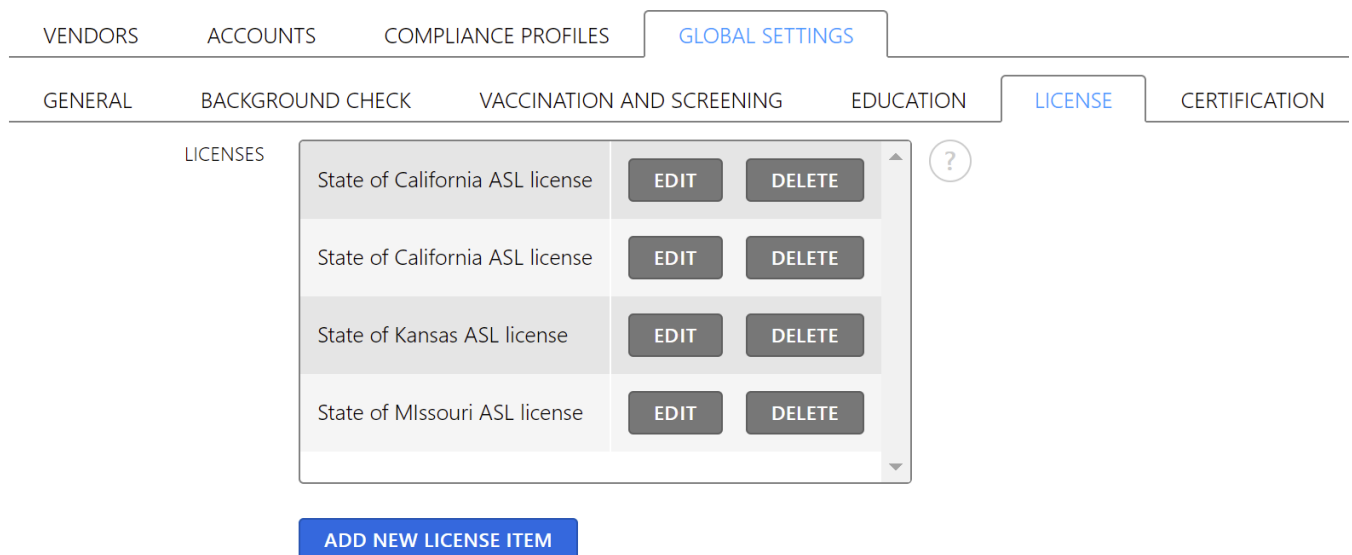 VENDORS ACCOUNTS COMPLIANCE PROFILES GLOBAL SETTINGS
GENERAL BACKGROUND CHECK VACCINATION AND SCREENING EDUCATION LICENSE CERTIFICATION
LICENSES
State of California ASL license EDIT DELETE
?
State of California ASL license EDIT DELETE
State of Kansas ASL license EDIT DELETE
State of MIssouri ASL license EDIT DELETE
ADD NEW LICENSE ITEM